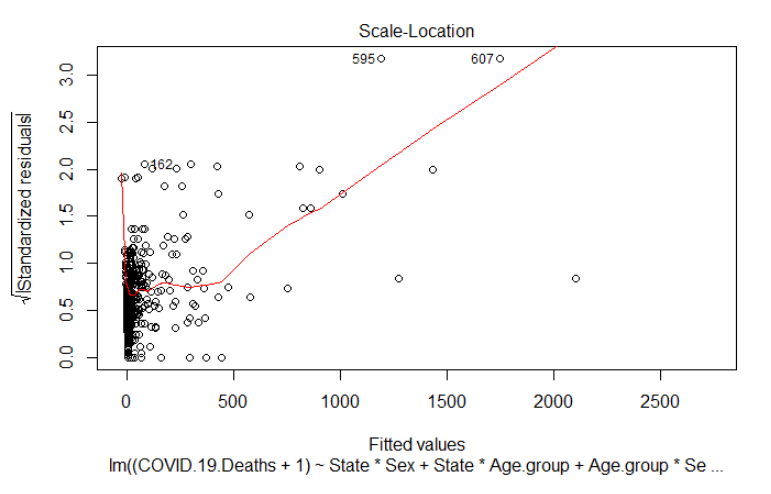 Scale-Location
√|Standardized residuals|
3.0
2.5
2.0
1.5
1.0
0.5
0.0
595
607
162
0 500 1000 1500 2000 2500
Fitted values
lm((COVID.19.Deaths + 1) ~ State * Sex + State * Age.group + Age.group * Se ...